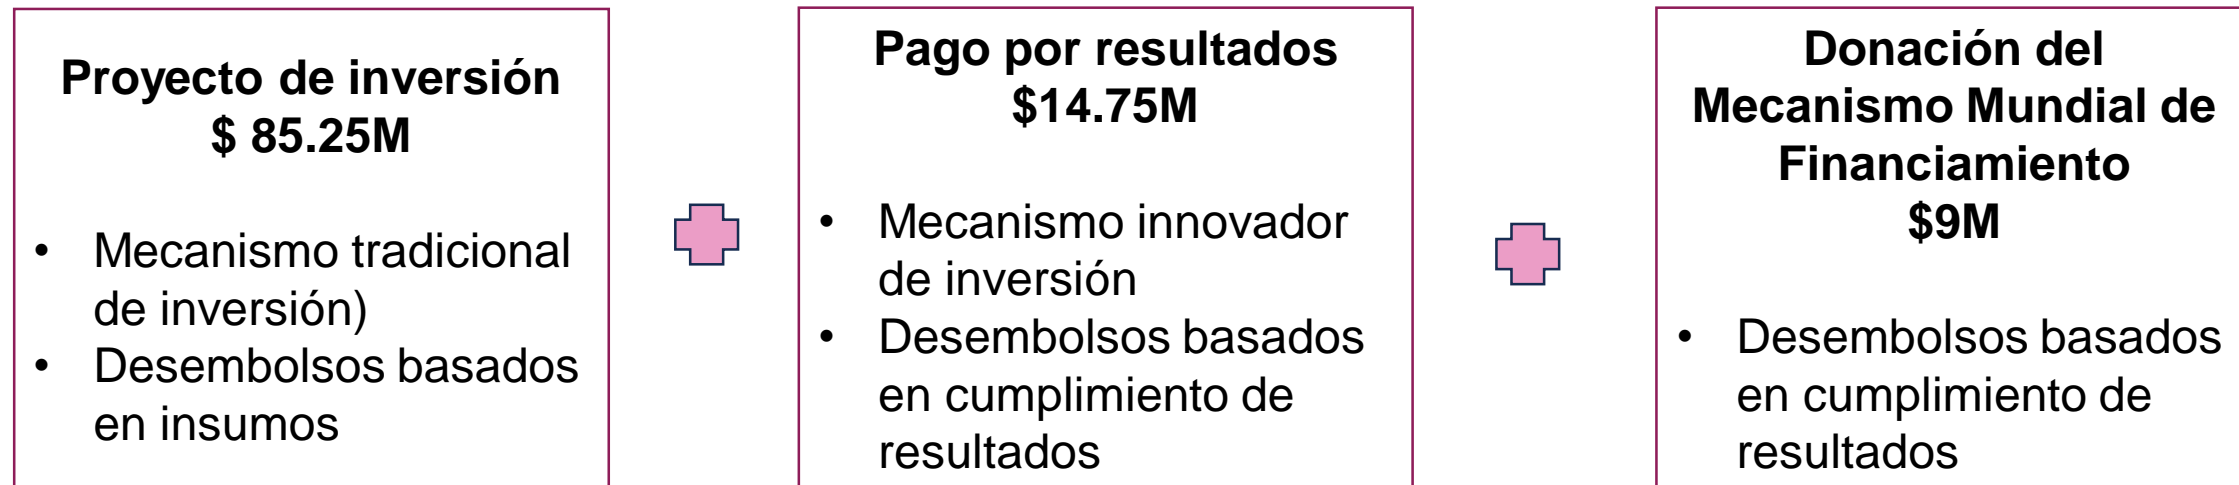 Proyecto de inversión
$ 85.25M
• Mecanismo tradicional
de inversión)
• Desembolsos basados
en insumos
Pago por resultados
$14.75M
• Mecanismo innovador
de inversión
• Desembolsos basados
en cumplimiento de
resultados
Donación del
Mecanismo Mundial de
Financiamiento
$9M
• Desembolsos basados
en cumplimiento de
resultados